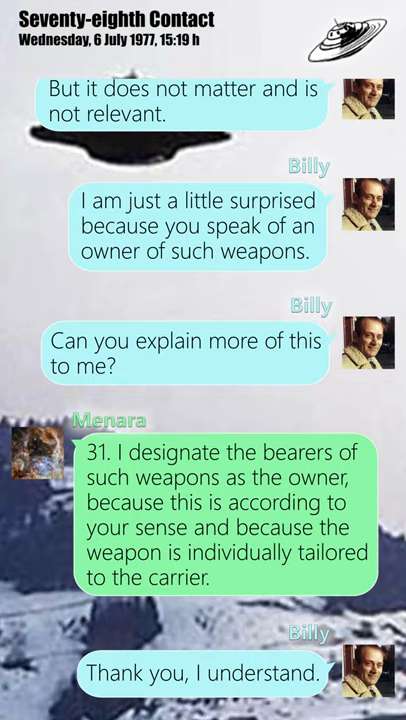 Seventy-eighth Contact
Wednesday, 6 July 1977, 15:19 h
But it does not matter and is
not relevant.
Billy
I am just a little surprised
because you speak of an
owner of such weapons.
Billy
Can you explain more of this
to me?
Menara
31. I designate the bearers of
such weapons as the owner,
because this is according to
your sense and because the
weapon is individually tailored
to the carrier.
Billy
Thank you, I understand.